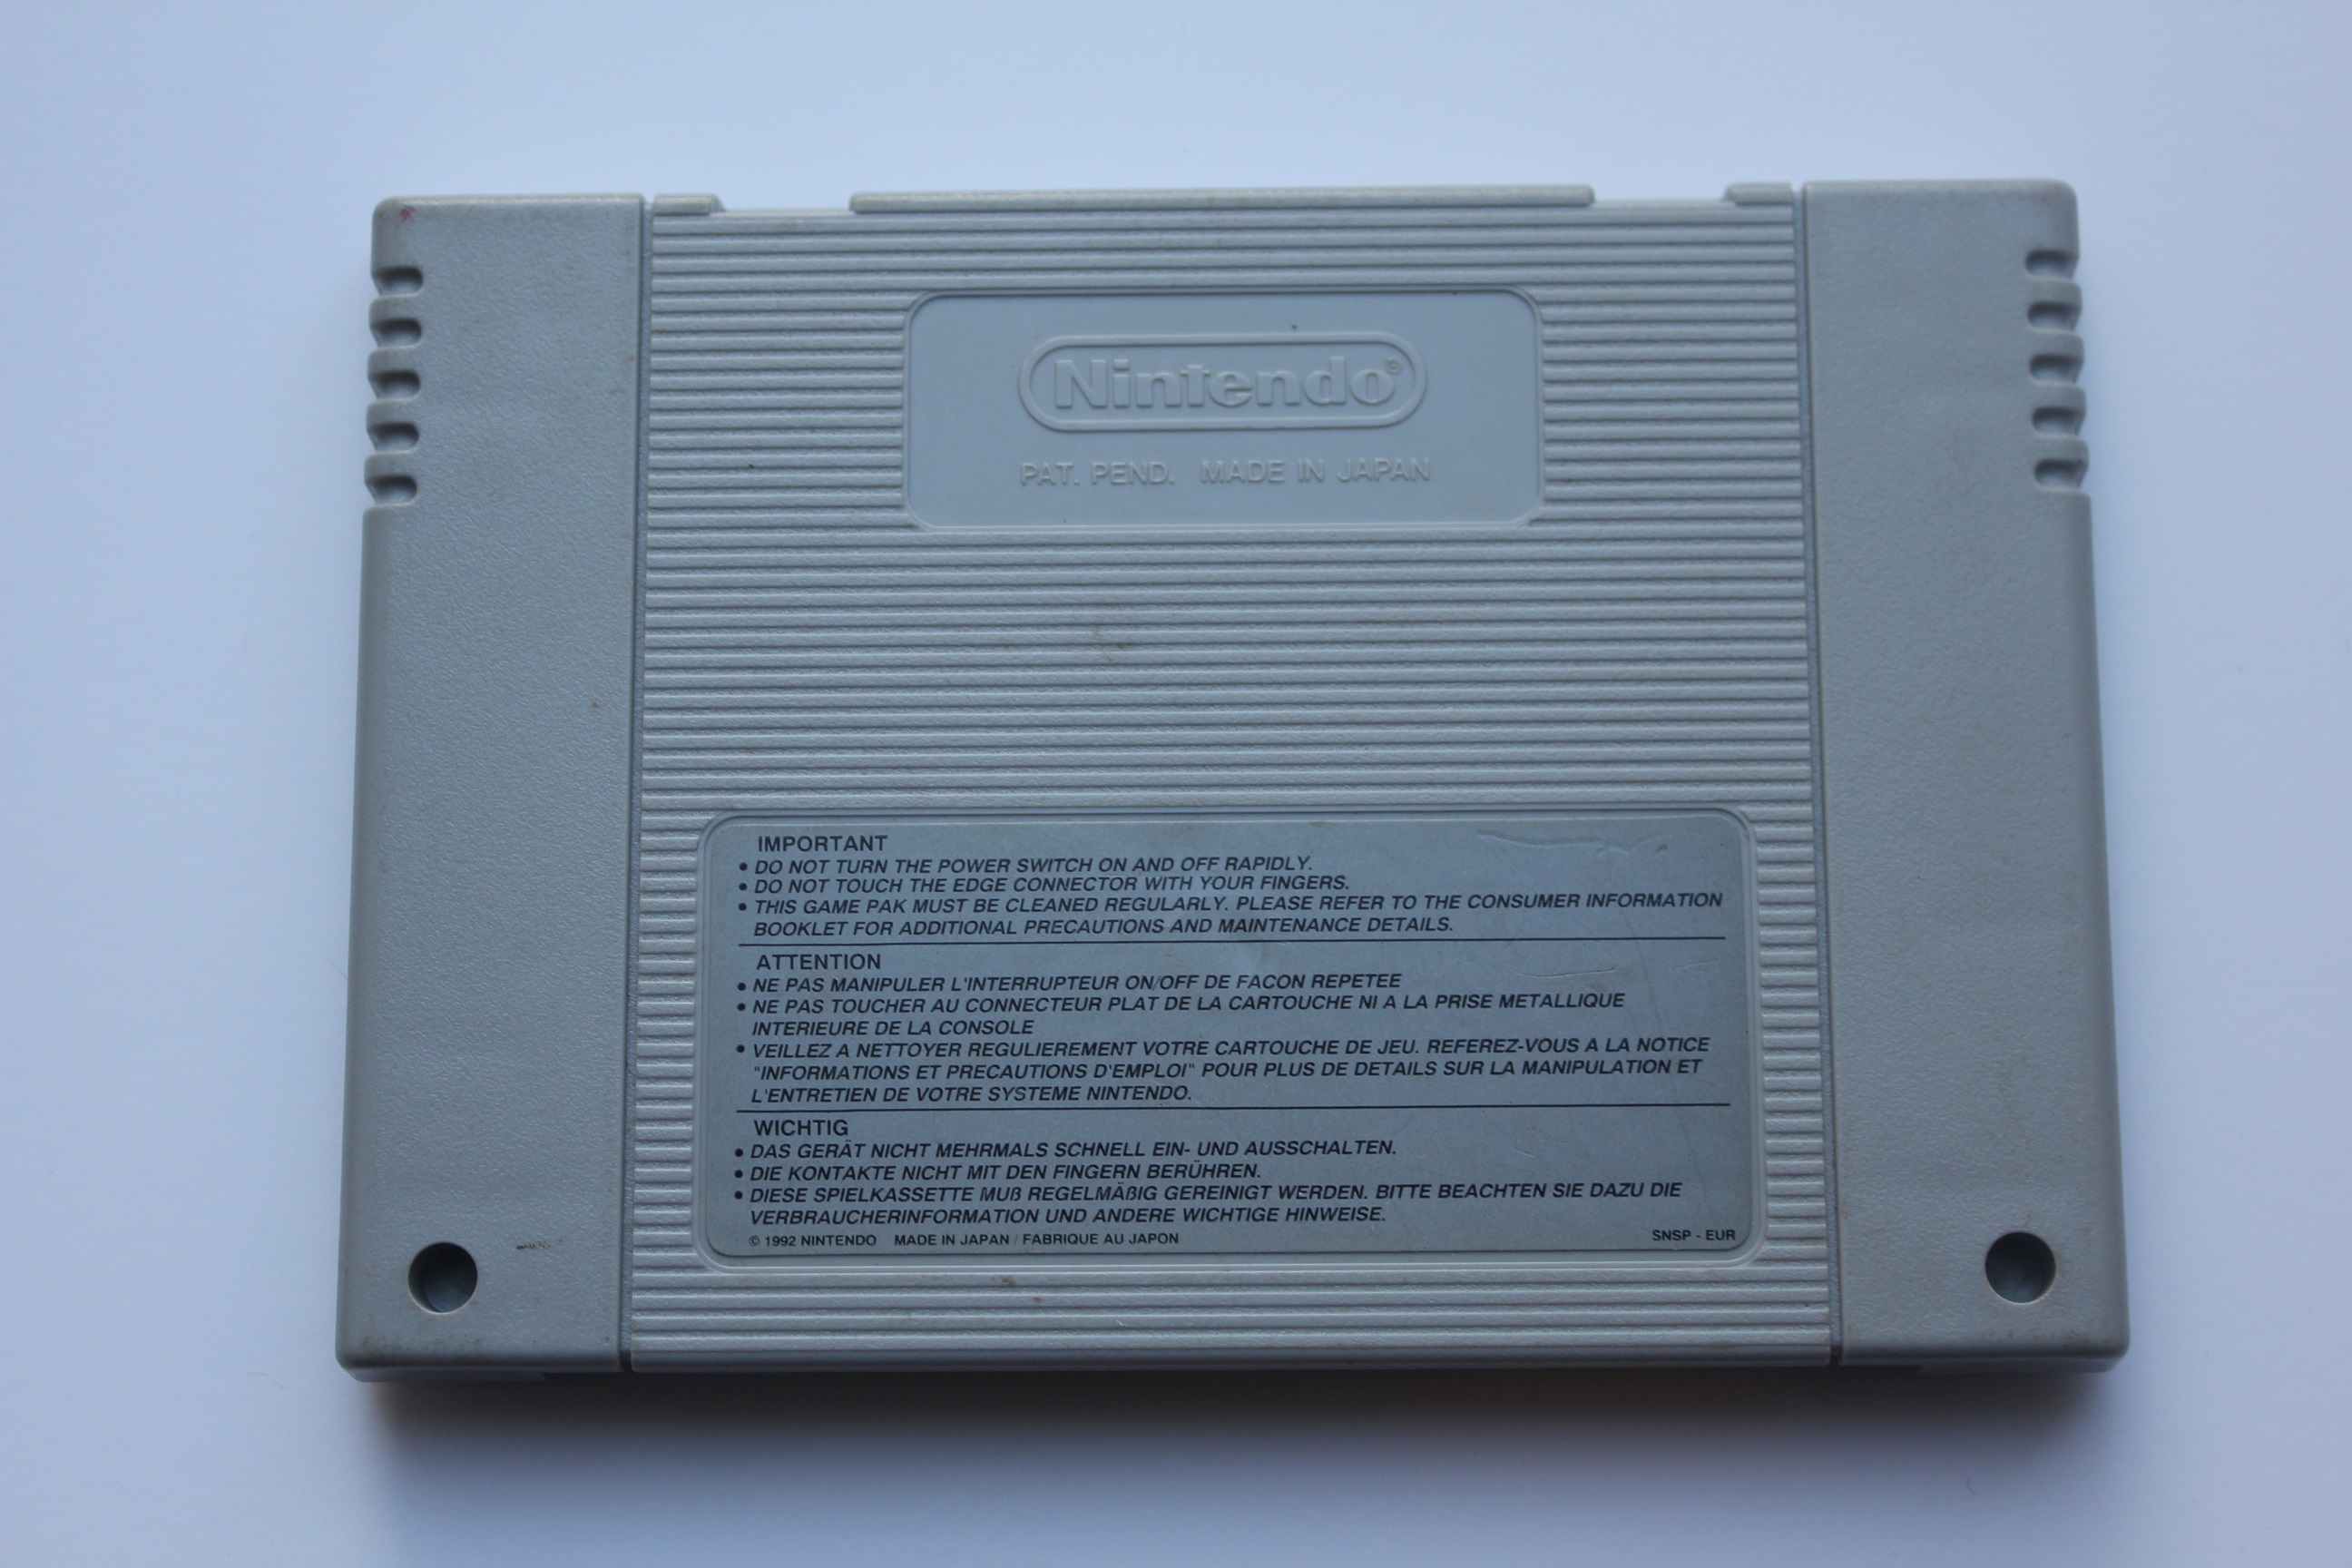 Nintendo®
PAT. PEND. MADE IN JAPAN
IMPORTANT
• DO NOT TURN THE POWER SWITCH ON AND OFF RAPIDLY.
• DO NOT TOUCH THE EDGE CONNECTOR WITH YOUR FINGERS.
• THIS GAME PAK MUST BE CLEANED REGULARLY. PLEASE REFER TO THE CONSUMER INFORMATION
BOOKLET FOR ADDITIONAL PRECAUTIONS AND MAINTENANCE DETAILS.
ATTENTION
• NE PAS MANIPULER L'INTERRUPTEUR ON/OFF DE FACON REPETEE
• NE PAS TOUCHER AU CONNECTEUR PLAT DE LA CARTOUCHE NI A LA PRISE METALLIQUE
INTERIEURE DE LA CONSOLE
• VEILLEZ A NETTOYER REGULIEREMENT VOTRE CARTOUCHE DE JEU. REFEREZ-VOUS A LA NOTICE
"INFORMATIONS ET PRECAUTIONS D'EMPLOI" POUR PLUS DE DETAILS SUR LA MANIPULATION ET
L'ENTRETIEN DE VOTRE SYSTEME NINTENDO.
WICHTIG
• DAS GERÄT NICHT MEHRMALS SCHNELL EIN- UND AUSSCHALTEN.
• DIE KONTAKTE NICHT MIT DEN FINGERN BERÜHREN.
• DIESE SPIELKASSETTE MUß REGELMÄßIG GEREINIGT WERDEN. BITTE BEACHTEN SIE DAZU DIE
VERBRAUCHERINFORMATION UND ANDERE WICHTIGE HINWEISE.
© 1992 NINTENDO MADE IN JAPAN / FABRIQUE AU JAPON SNSP - EUR